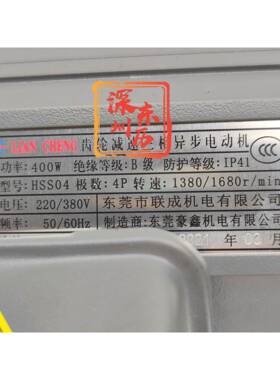 深圳东历
LIAN CHENG 齿轮减速三相异步电动机
功率: 400W 绝缘等级: B 级 防护等级: IP41
型号: HSS04 极数: 4P 转速: 1380/1680r/min
电压: 220/380V 东莞市联成机电有限公司
频率: 50/60Hz 制造商: 东莞豪鑫机电有限公司
年 03 月